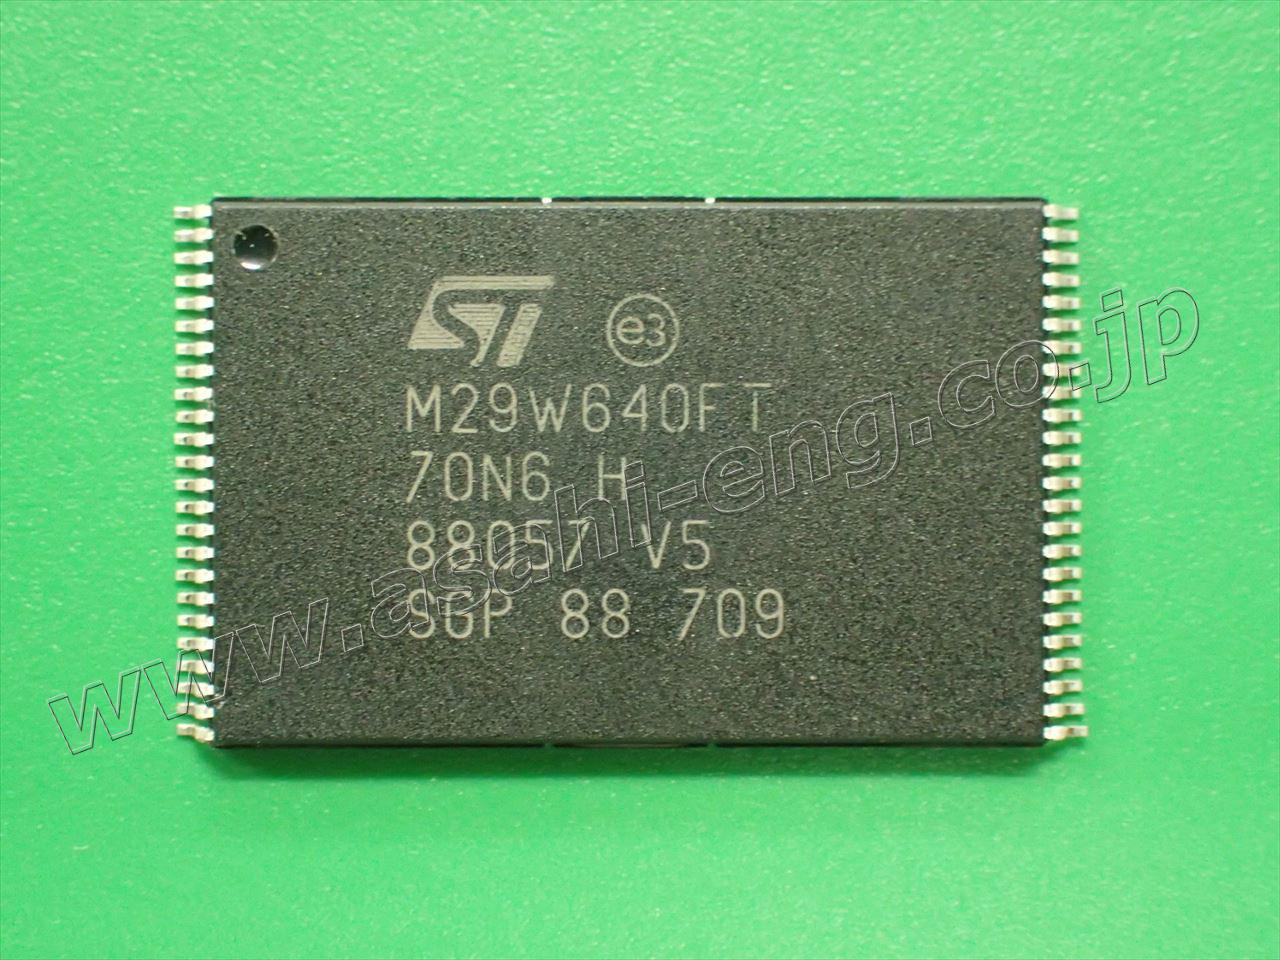 ST e3
M29W640FT
70N6 H
88057 V5
SGP 88 709
www.asahi-eng.co.jp